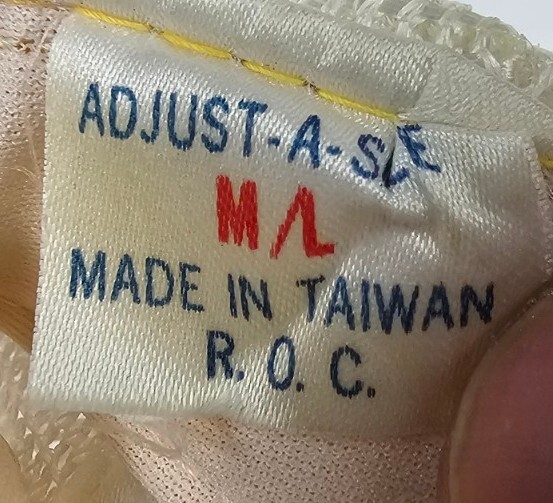 ADJUST-A-SIZE
M/L
MADE IN TAIWAN
R. O. C.